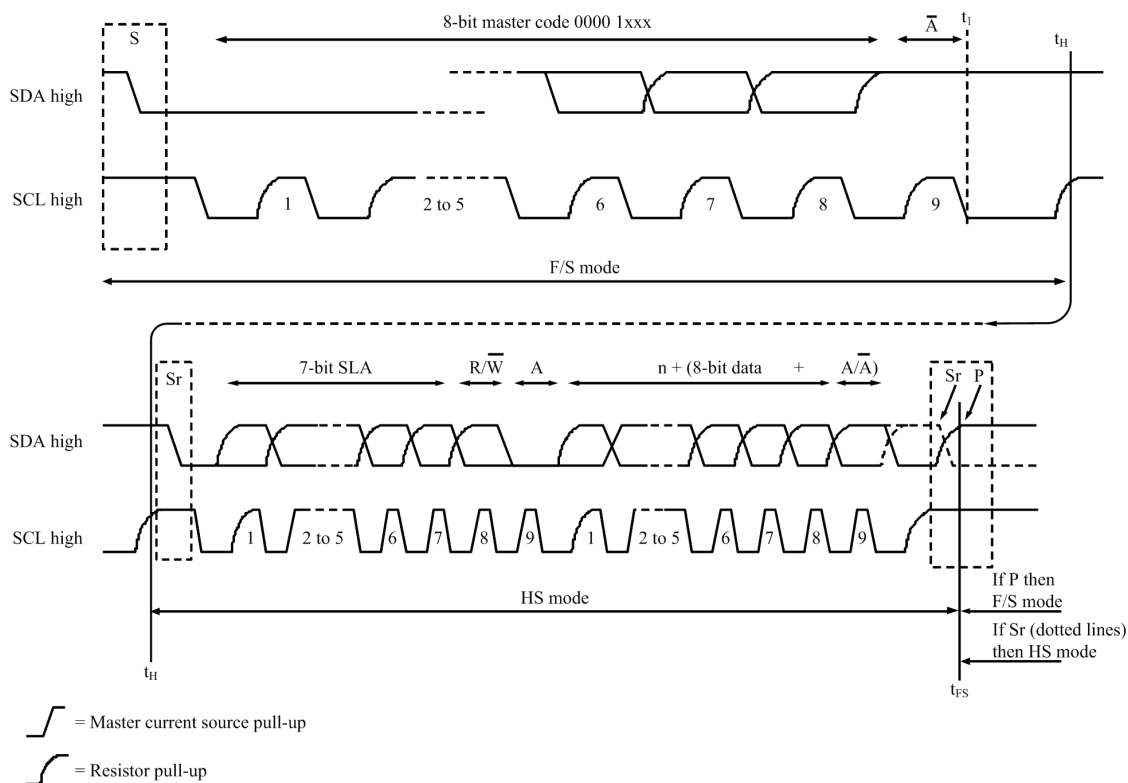 8-bit master code 0000 1xxx
S
A
t1
tH
SDA high
SCL high
1
2 to 5
6
7
8
9
F/S mode
7-bit SLA
R/W
A
n + (8-bit data +
A/A)
Sr
Sr P
SDA high
SCL high
1
2 to 5
6
7
8
9
1
2 to 5
6
7
8
9
HS mode
If P then
F/S mode
If Sr (dotted lines)
then HS mode
tH
tFS
= Master current source pull-up
= Resistor pull-up